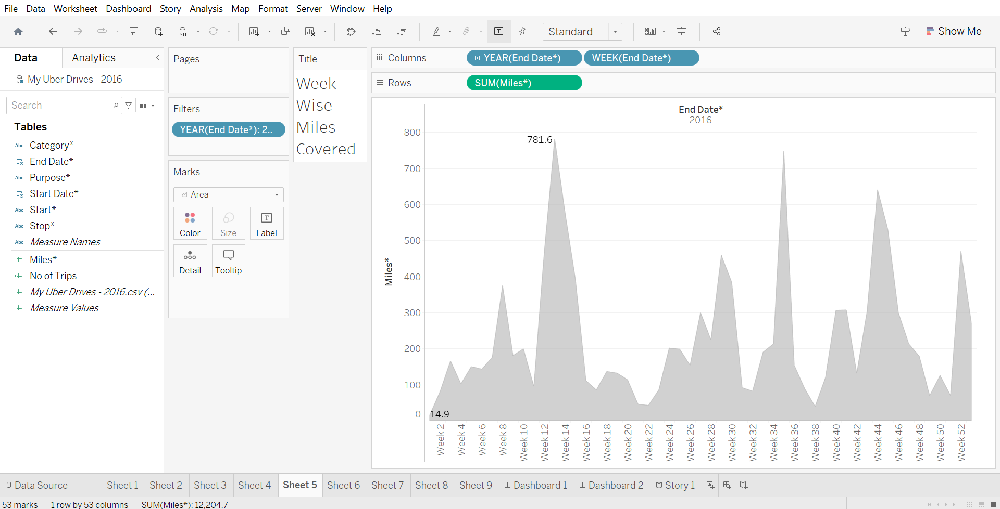 File Data Worksheet Dashboard Story Analysis Map Format Server Window Help
Standard
Show Me
Data Analytics
My Uber Drives - 2016
Search
Tables
Abc Category*
End Date*
Abc Purpose*
Start Date*
Abc Start*
Abc Stop*
Abc Measure Names
Miles*
No of Trips
My Uber Drives - 2016.csv (...
Measure Values
Pages
Filters
YEAR(End Date*): 2..
Marks
Area
Color Size Label
Detail Tooltip
Title
Week
Wise
Miles
Covered
Columns YEAR(End Date*) WEEK(End Date*)
Rows SUM(Miles*)
End Date*
2016
Miles*
800
700
600
500
400
300
200
100
0
781.6
14.9
Week 2
Week 4
Week 6
Week 8
Week 10
Week 12
Week 14
Week 16
Week 18
Week 20
Week 22
Week 24
Week 26
Week 28
Week 30
Week 32
Week 34
Week 36
Week 38
Week 40
Week 42
Week 44
Week 46
Week 48
Week 50
Week 52
Data Source Sheet 1 Sheet 2 Sheet 3 Sheet 4 Sheet 5 Sheet 6 Sheet 7 Sheet 8 Sheet 9 Dashboard 1 Dashboard 2 Story 1
53 marks 1 row by 53 columns SUM(Miles*): 12,204.7